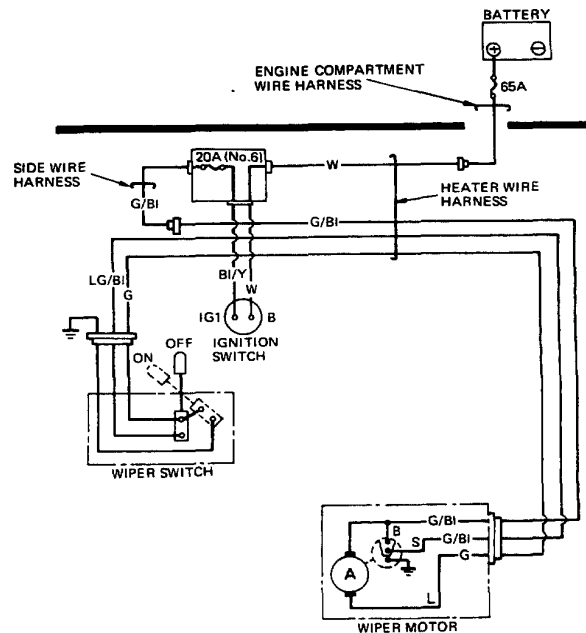 BATTERY
ENGINE COMPARTMENT
WIRE HARNESS
65A
20A (No.6)
W
SIDE WIRE
HARNESS
HEATER WIRE
HARNESS
G/Bl
G/Bl
LG/Bl
G
Bl/Y
W
IG1
B
IGNITION
SWITCH
OFF
ON
WIPER SWITCH
B
G/Bl
S
G/Bl
G
A
L
WIPER MOTOR